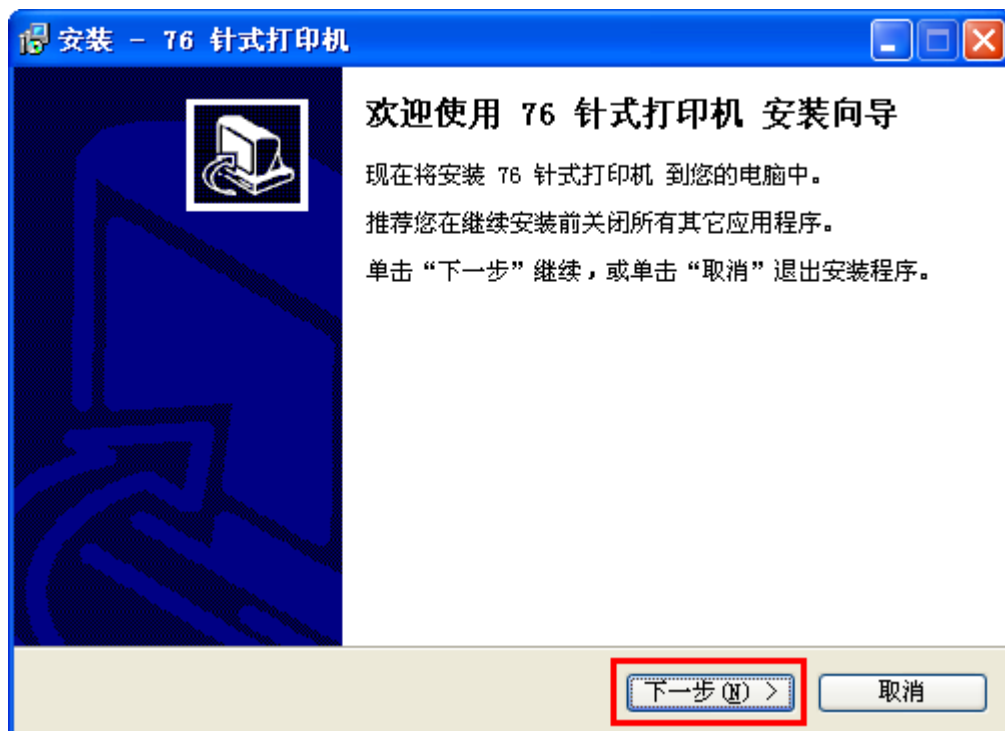 安装 - 76 针式打印机
欢迎使用 76 针式打印机 安装向导
现在将安装 76 针式打印机 到您的电脑中。
推荐您在继续安装前关闭所有其它应用程序。
单击“下一步”继续，或单击“取消”退出安装程序。
下一步(N) >
取消